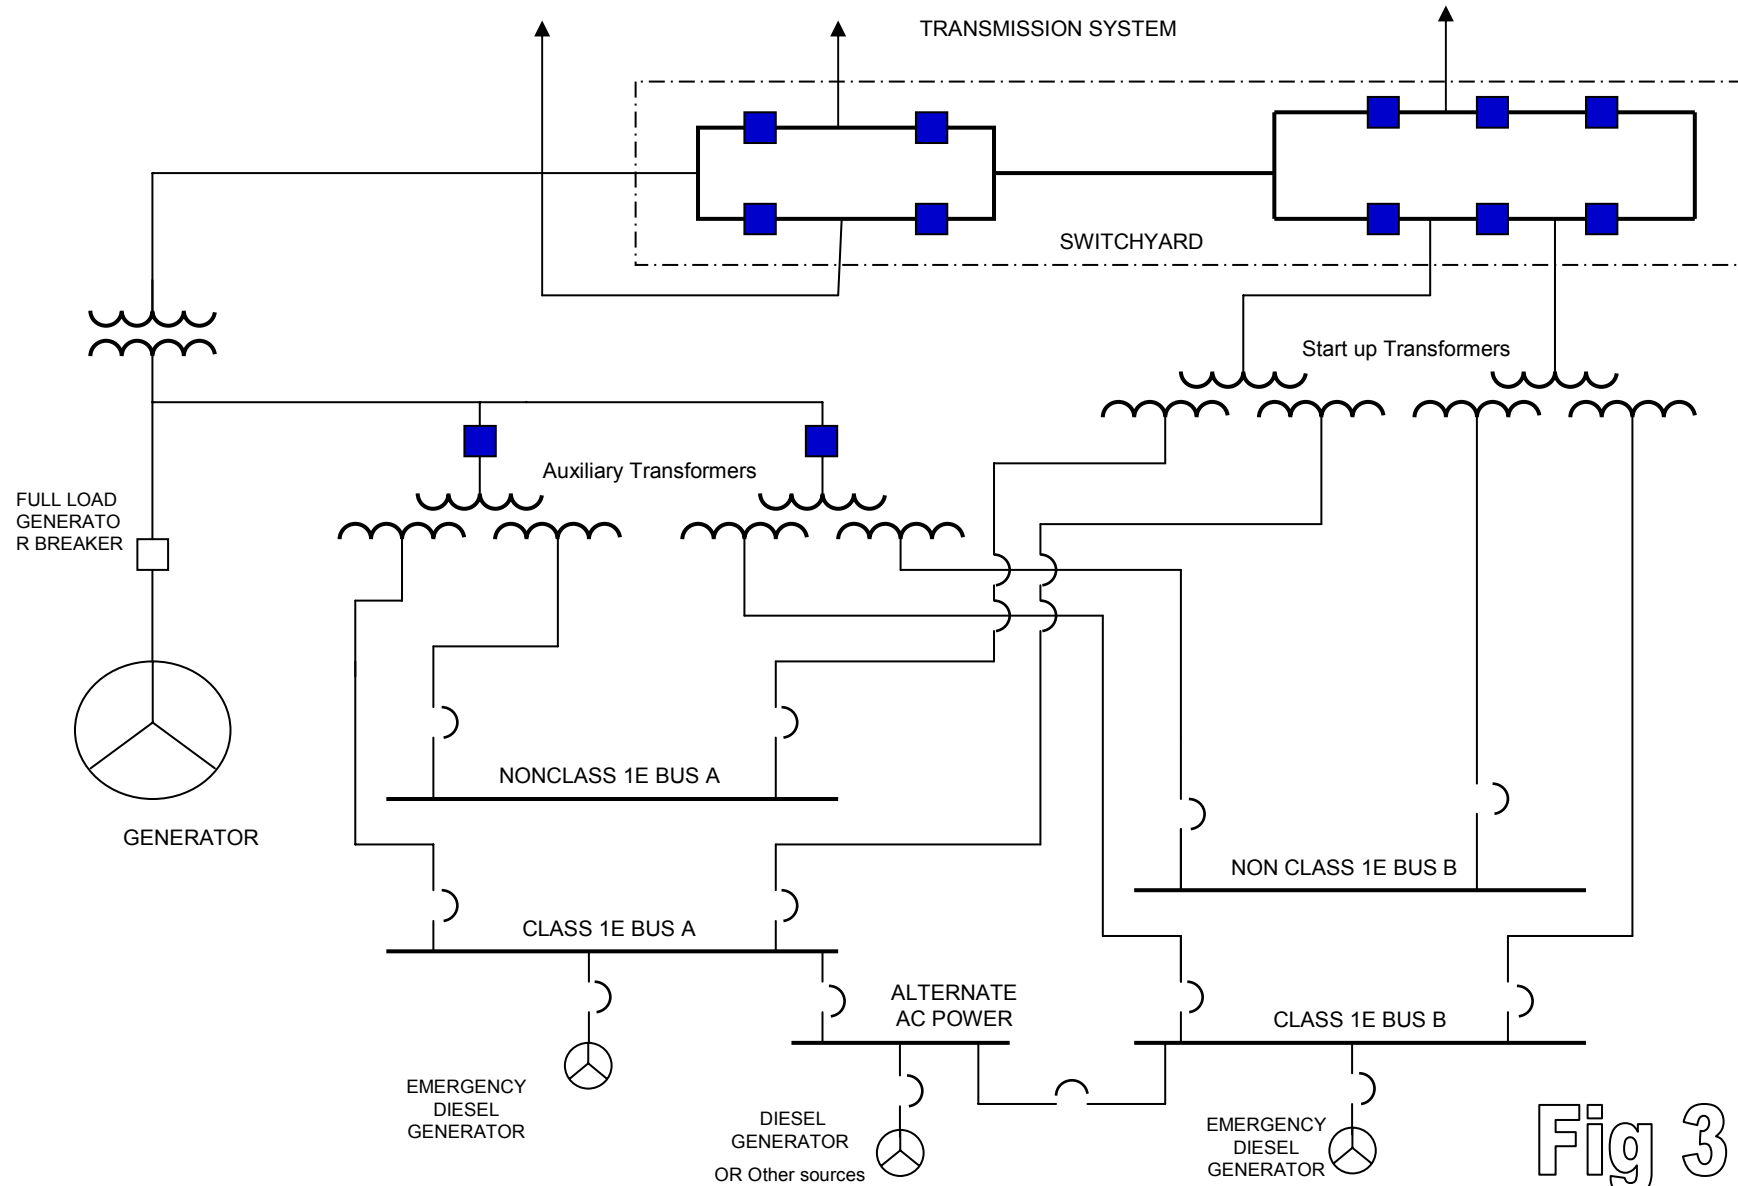 TRANSMISSION SYSTEM
SWITCHYARD
Start up Transformers
Auxiliary Transformers
FULL LOAD
GENERATO
R BREAKER
NONCLASS 1E BUS A
GENERATOR
NON CLASS 1E BUS B
CLASS 1E BUS A
ALTERNATE
AC POWER
CLASS 1E BUS B
EMERGENCY
DIESEL
GENERATOR
DIESEL
GENERATOR
OR Other sources
EMERGENCY
DIESEL
GENERATOR
Fig 3